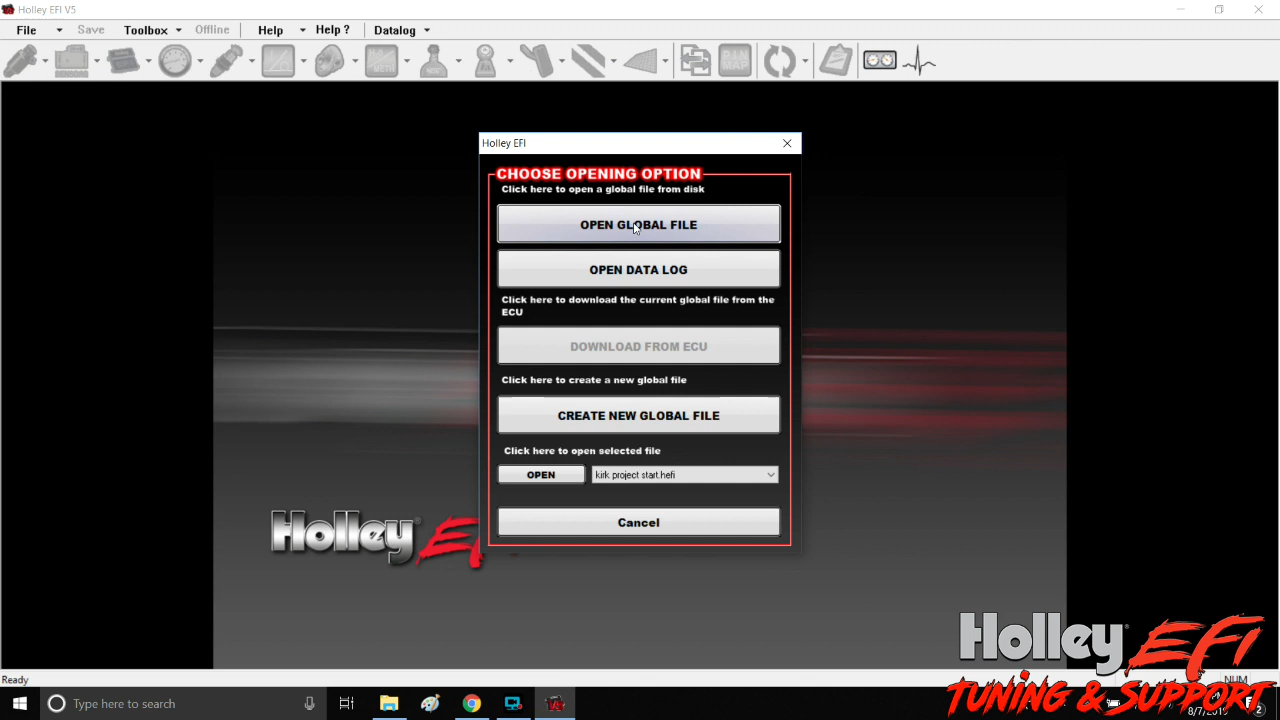 Holley EFI V5
File Save Toolbox Offline Help Help ? Datalog
PIN
MAP
Holley EFI
CHOOSE OPENING OPTION
Click here to open a global file from disk
OPEN GLOBAL FILE
OPEN DATA LOG
Click here to download the current global file from the
ECU
DOWNLOAD FROM ECU
Click here to create a new global file
CREATE NEW GLOBAL FILE
Click here to open selected file
OPEN kirk project start.hefi
Cancel
Holley
Holley EFI
TUNING & SUPPORT
Ready NUM
Type here to search